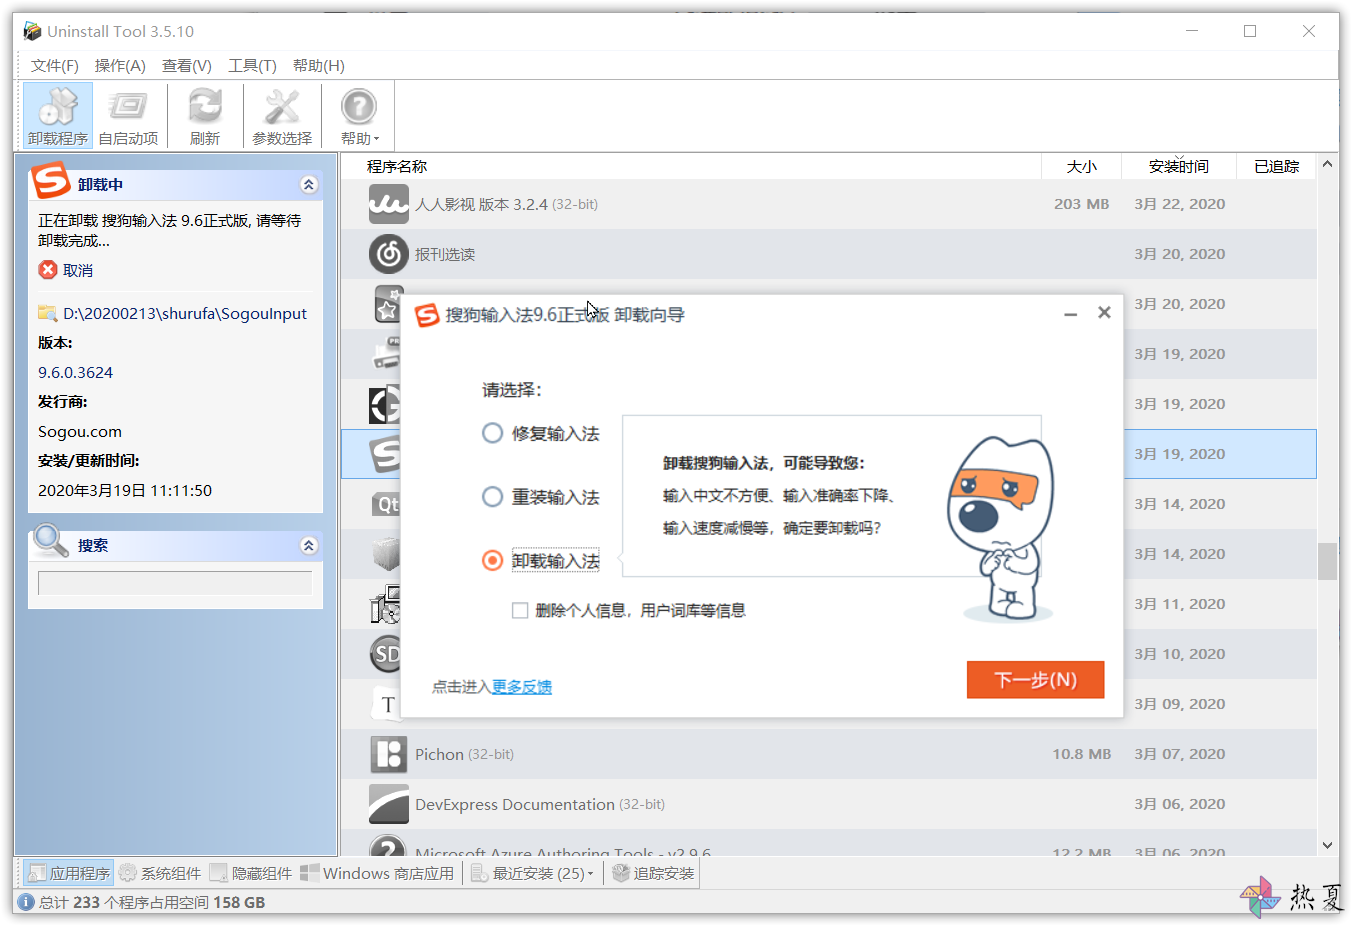 Uninstall Tool 3.5.10
文件(F) 操作(A) 查看(V) 工具(T) 帮助(H)
卸载程序 自启动项 刷新 参数选择 帮助
卸载中
正在卸载 搜狗输入法 9.6正式版, 请等待
卸载完成...
取消
D:\20200213\shurufa\SogouInput
版本:
9.6.0.3624
发行商:
Sogou.com
安装/更新时间:
2020年3月19日 11:11:50
搜索
程序名称 大小 安装时间 已追踪
人人影视 版本 3.2.4 (32-bit) 203 MB 3月 22, 2020
报刊选读 3月 20, 2020
3月 20, 2020
3月 19, 2020
3月 19, 2020
3月 19, 2020
Qt 3月 14, 2020
3月 14, 2020
3月 11, 2020
SD 3月 10, 2020
T 3月 09, 2020
搜狗输入法9.6正式版 卸载向导
请选择:
修复输入法
重装输入法
卸载输入法
卸载搜狗输入法，可能导致您：
输入中文不方便、输入准确率下降、
输入速度减慢等，确定要卸载吗？
删除个人信息，用户词库等信息
点击进入更多反馈
下一步(N)
Pichon (32-bit) 10.8 MB 3月 07, 2020
DevExpress Documentation (32-bit) 3月 06, 2020
Microsoft Azure Authoring Tools - v2.9.6 12.2 MB 3月 06, 2020
应用程序 系统组件 隐藏组件 Windows 商店应用 最近安装 (25) 追踪安装
总计 233 个程序占用空间 158 GB
热夏